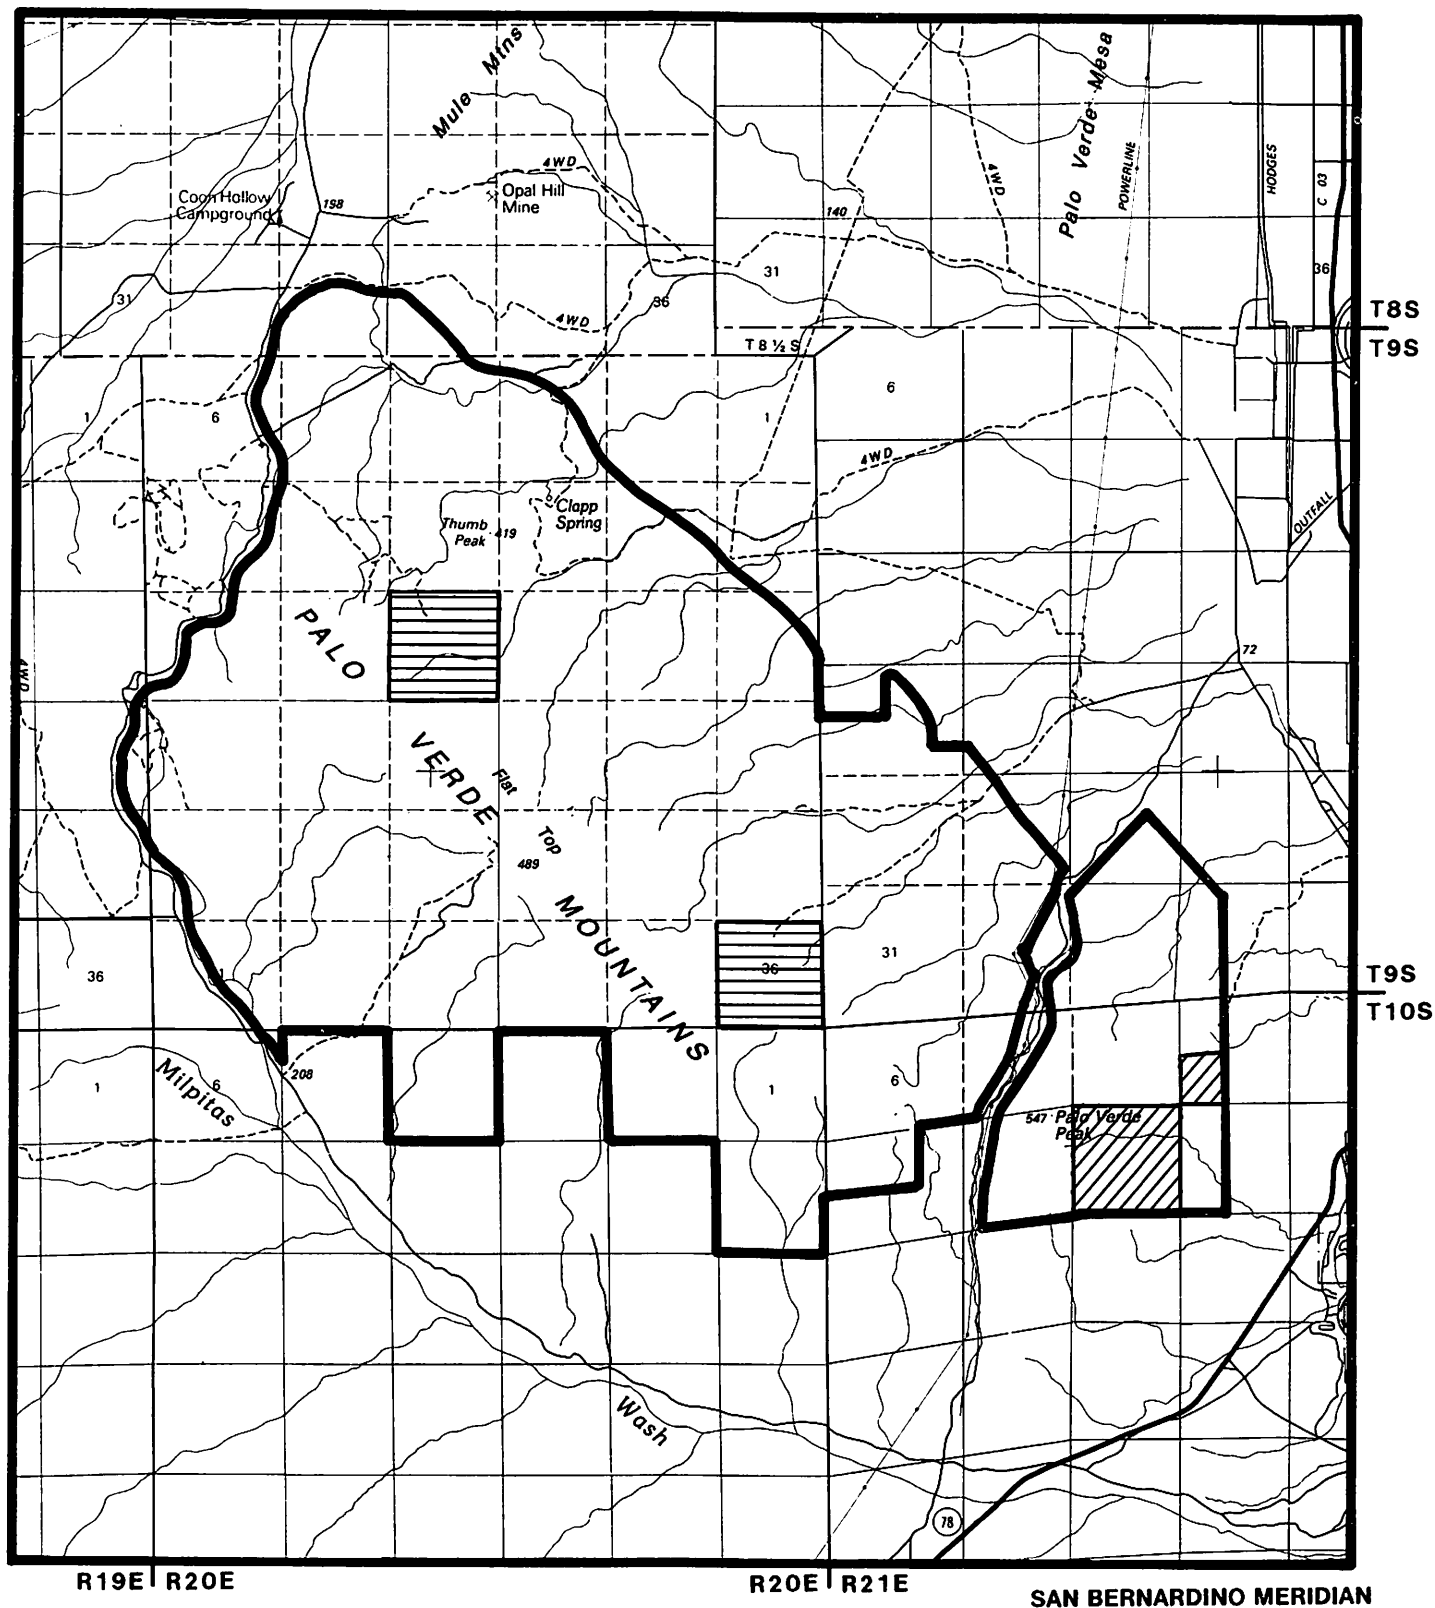 Mule Mtns
Palo Verde Mesa
4WD
4WD
Opal Hill
Mine
Coon Hollow
Campground
198
140
POWERLINE
HODGES
C 03
31
31
36
36
4WD
T8S
T9S
T 8 ½ S
1
6
1
6
4WD
OUTFALL
Clapp
Spring
Thumb
Peak 419
PALO
VERDE
MOUNTAINS
4WD
72
Flat
Top
489
36
36
31
T9S
T10S
208
Milpitas
Wash
1
6
1
6
547 Palo Verde
Peak
78
R19E R20E
R20E R21E
SAN BERNARDINO MERIDIAN